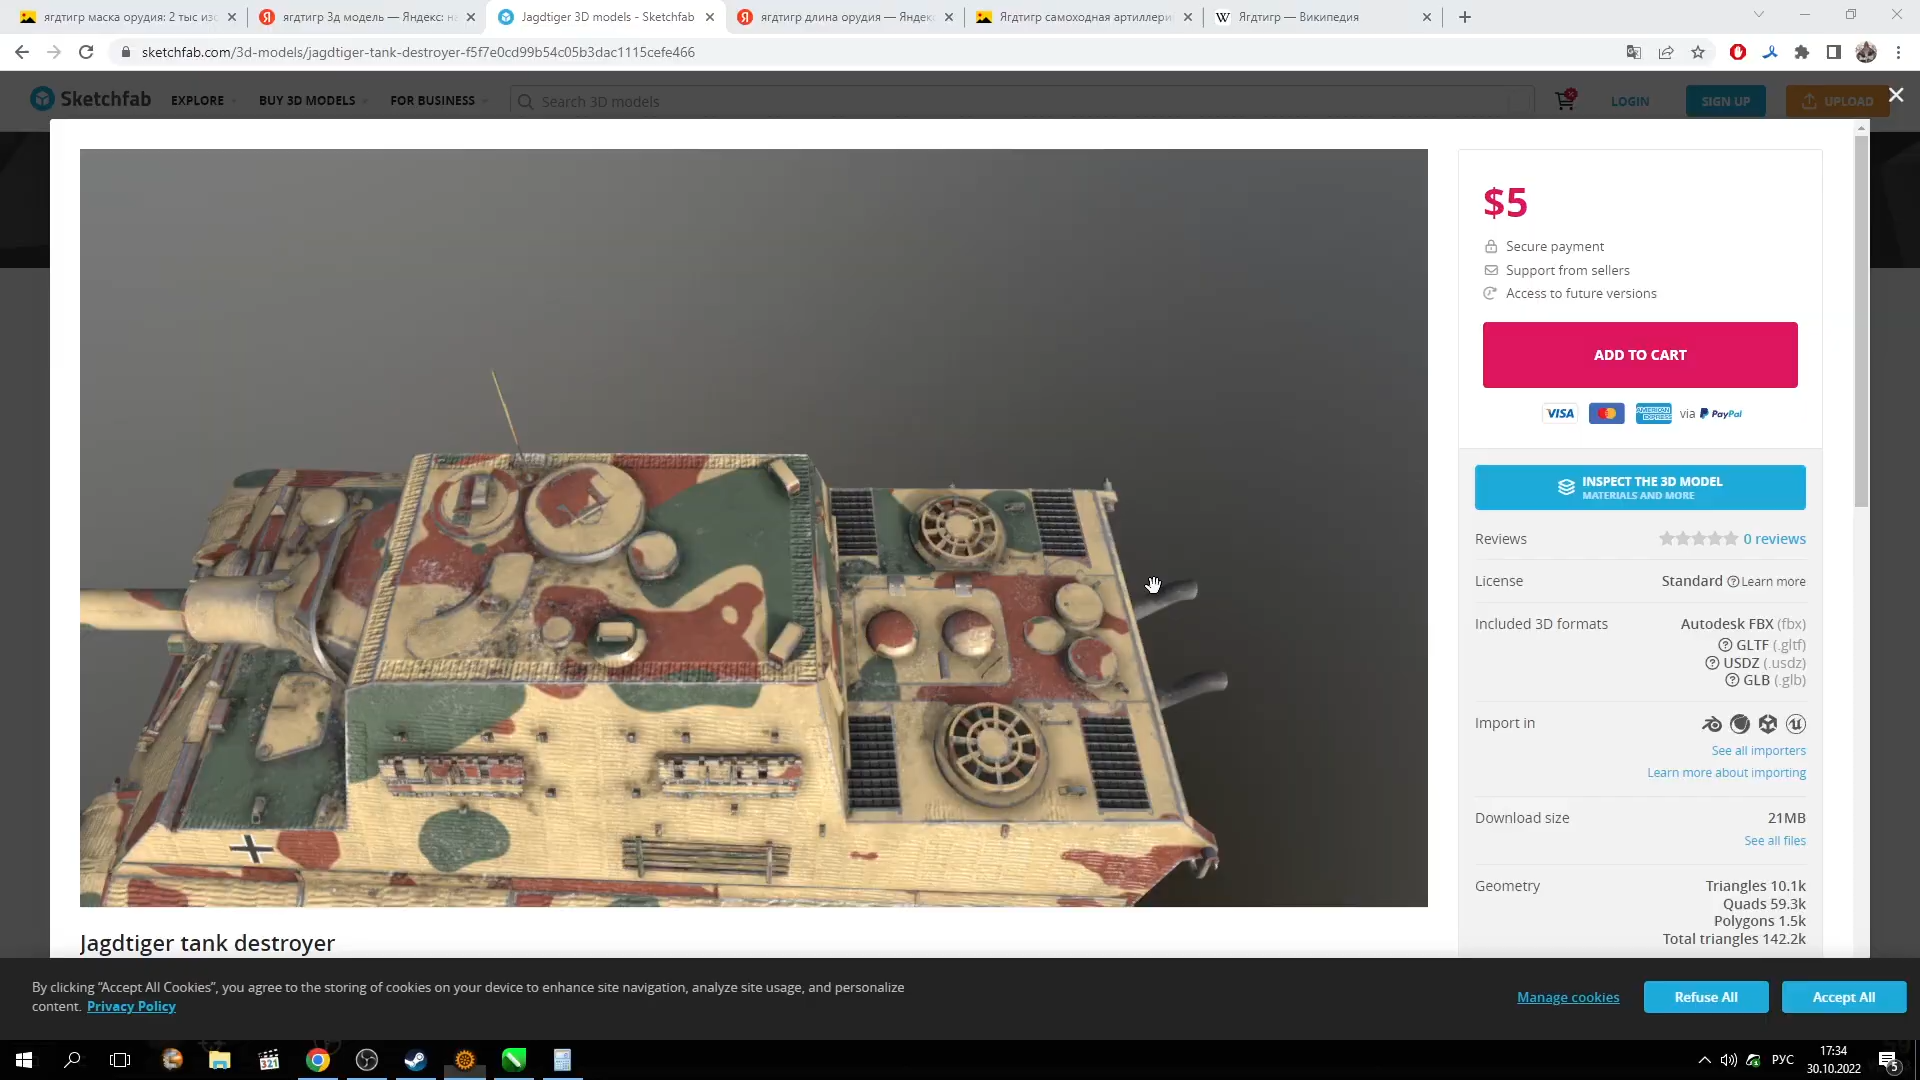 ягдтигр маска орудия: 2 тыс изо
ягдтигр 3д модель — Яндекс: на
Jagdtiger 3D models - Sketchfab
ягдтигр длина орудия — Яндекс
Ягдтигр самоходная артиллери
Ягдтигр — Википедия
sketchfab.com/3d-models/jagdtiger-tank-destroyer-f5f7e0cd99b54c05b3dac1115cefe466
Sketchfab
EXPLORE
BUY 3D MODELS
FOR BUSINESS
Search 3D models
LOGIN
SIGN UP
UPLOAD
$5
Secure payment
Support from sellers
Access to future versions
ADD TO CART
VISA
AMERICAN EXPRESS
via PayPal
INSPECT THE 3D MODEL
MATERIALS AND MORE
Reviews 0 reviews
License Standard Learn more
Included 3D formats Autodesk FBX (fbx)
GLTF (.gltf)
USDZ (.usdz)
GLB (.glb)
Import in
See all importers
Learn more about importing
Download size 21MB
See all files
Geometry Triangles 10.1k
Quads 59.3k
Polygons 1.5k
Total triangles 142.2k
Jagdtiger tank destroyer
By clicking “Accept All Cookies”, you agree to the storing of cookies on your device to enhance site navigation, analyze site usage, and personalize
content. Privacy Policy
Manage cookies
Refuse All
Accept All
321
РУС
17:34
30.10.2022
5